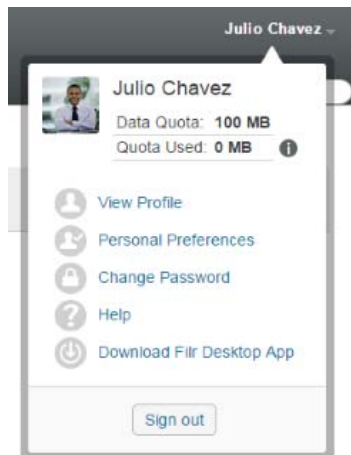 Julio Chavez
Julio Chavez
Data Quota: 100 MB
Quota Used: 0 MB
View Profile
Personal Preferences
Change Password
Help
Download Filr Desktop App
Sign out